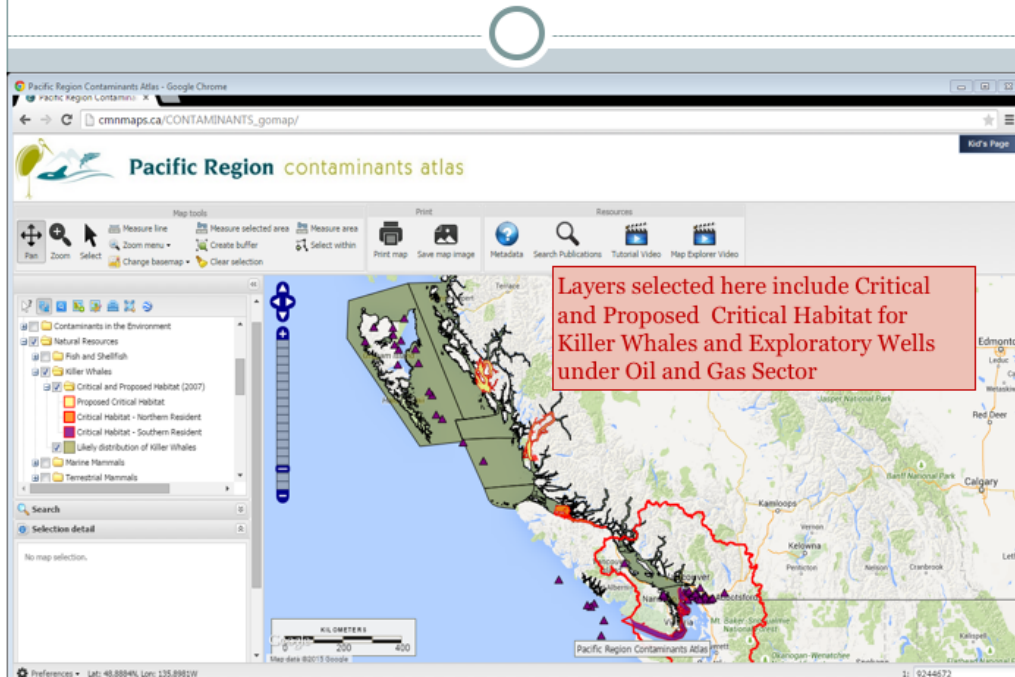 Pacific Region Contaminants Atlas - Google Chrome
Pacific Region Contamina
cmnmaps.ca/CONTAMINANTS_gomap/
Kid's Page
Pacific Region contaminants atlas
Map tools
Print
Resources
Measure line
Measure selected area
Measure area
Zoom menu
Create buffer
Select within
Change basemap
Clear selection
Pan
Zoom
Select
Print map
Save map image
Metadata
Search Publications
Tutorial Video
Map Explorer Video
Layers selected here include Critical
and Proposed Critical Habitat for
Killer Whales and Exploratory Wells
under Oil and Gas Sector
Contaminants in the Environment
Natural Resources
Fish and Shellfish
Killer Whales
Critical and Proposed Habitat (2007)
Proposed Critical Habitat
Critical Habitat - Northern Resident
Critical Habitat - Southern Resident
Likely distribution of Killer Whales
Marine Mammals
Terrestrial Mammals
Search
Selection detail
No map selection.
Terrace
Jasper National Park
Leduc
Red Deer
Banff National Park
Calgary
Kamloops
Vernon
Kelowna
Penticton
Nelson
Cranbrook
Kalispell
KILOMETERS
0 200 400
Map data ©2015 Google
Pacific Region Contaminants Atlas
Preferences
Lat: 48.8884N, Lon: 135.8981W
1: 9244672